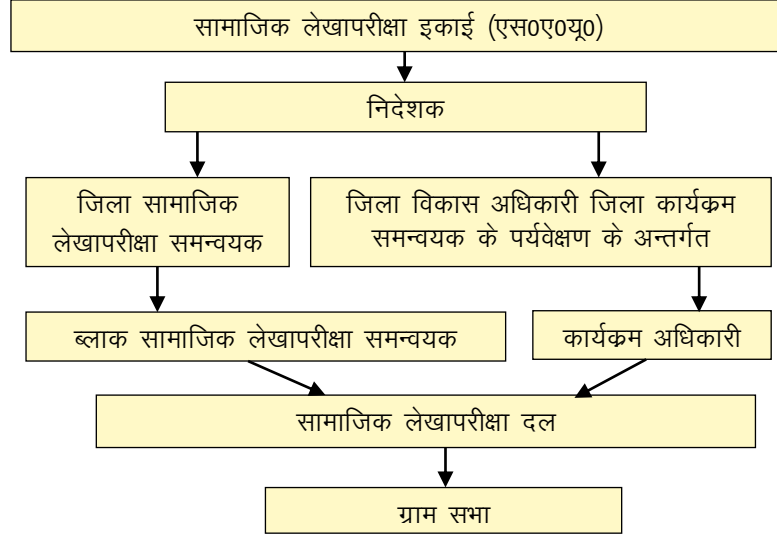 सामाजिक लेखापरीक्षा इकाई (एस0ए0यू0)
निदेशक
जिला सामाजिक
लेखापरीक्षा समन्वयक
जिला विकास अधिकारी जिला कार्यक्रम
समन्वयक के पर्यवेक्षण के अन्तर्गत
ब्लाक सामाजिक लेखापरीक्षा समन्वयक
कार्यक्रम अधिकारी
सामाजिक लेखापरीक्षा दल
ग्राम सभा